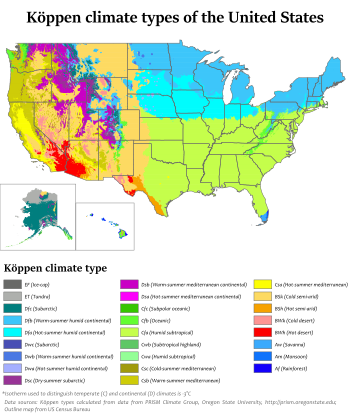 Köppen climate types of the United States
Köppen climate type
EF (Ice-cap)
ET (Tundra)
Dfc (Subarctic)
Dfb (Warm-summer humid continental)
Dfa (Hot-summer humid continental)
Dwc (Subarctic)
Dwb (Warm-summer humid continental)
Dwa (Hot-summer humid continental)
Dsc (Dry-summer subarctic)
Dsb (Warm-summer mediterranean continental)
Dsa (Hot-summer mediterranean continental)
Cfc (Subpolar oceanic)
Cfb (Oceanic)
Cfa (Humid subtropical)
Cwb (Subtropical highland)
Cwa (Humid subtropical)
Csc (Cold-summer mediterranean)
Csb (Warm-summer mediterranean)
Csa (Hot-summer mediterranean)
BSk (Cold semi-arid)
BSh (Hot semi-arid)
BWk (Cold desert)
BWh (Hot desert)
Aw (Savanna)
Am (Monsoon)
Af (Rainforest)
*Isotherm used to distinguish temperate (C) and continental (D) climates is -3°C
Data sources: Köppen types calculated from data from PRISM Climate Group, Oregon State University, http://prism.oregonstate.edu;
Outline map from US Census Bureau